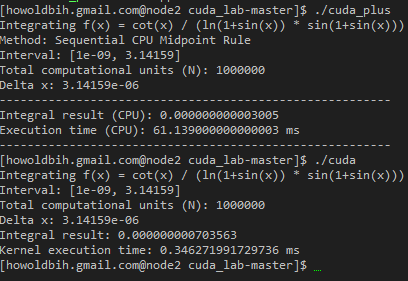 [howoldbih.gmail.com@node2 cuda_lab-master]$ ./cuda_plus
Integrating f(x) = cot(x) / (ln(1+sin(x)) * sin(1+sin(x)))
Method: Sequential CPU Midpoint Rule
Interval: [1e-09, 3.14159]
Total computational units (N): 1000000
Delta x: 3.14159e-06
---------------------------------------------------
Integral result (CPU): 0.000000000003005
Execution time (CPU): 61.139000000000003 ms
---------------------------------------------------
[howoldbih.gmail.com@node2 cuda_lab-master]$ ./cuda
Integrating f(x) = cot(x) / (ln(1+sin(x)) * sin(1+sin(x)))
Interval: [1e-09, 3.14159]
Total computational units (N): 1000000
Delta x: 3.14159e-06
Integral result: 0.000000000703563
Kernel execution time: 0.346271991729736 ms
[howoldbih.gmail.com@node2 cuda_lab-master]$